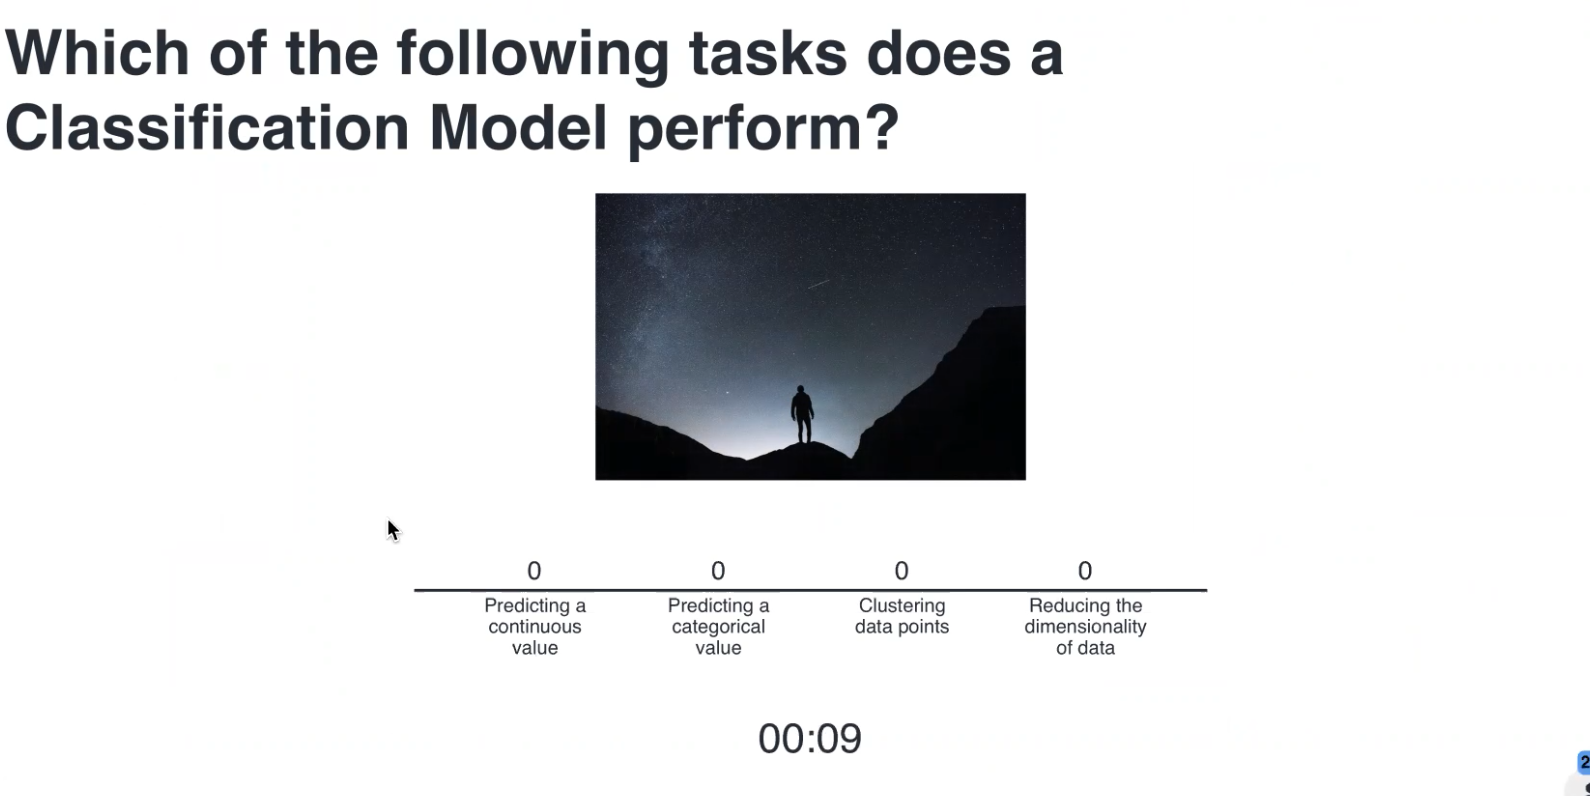 Which of the following tasks does a
Classification Model perform?
0
0
0
0
Predicting a
continuous
value
Predicting a
categorical
value
Clustering
data points
Reducing the
dimensionality
of data
00:09
2